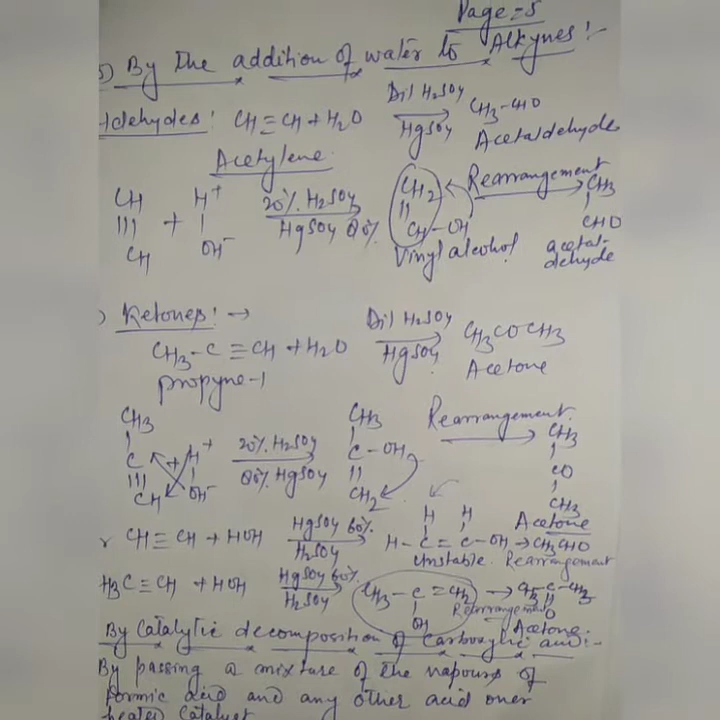 Page=5
5) By The addition of water to Alkynes!-
Aldehydes: CH≡CH + H2O Dil H2SO4 HgSO4 → CH3-CHO
Acetaldehyde
Acetylene
CH ||| CH + H+ | OH- 20% H2SO4 → HgSO4 60% CH2 || CH-OH Rearrangement → CH3 | CHO
Vinyl alcohol acetaldehyde
) Ketones! →
CH3-C≡CH + H2O Dil H2SO4 → HgSO4 CH3COCH3
propyne-1 Acetone
CH3 | C ||| CH + H+ | OH- 20% H2SO4 → 60% HgSO4 CH3 | C-OH || CH2 Rearrangement → CH3 | CO | CH3
Acetone
CH≡CH + HOH HgSO4 60% → H2SO4 H-C=C-OH → CH3CHO
H H
Unstable. Rearrangement
H3C≡CH + HOH HgSO4 60% → H2SO4 CH3-C=CH2 | OH → CH3-C-CH3 || O
Rearrangement Acetone
By Catalytic decomposition of Carboxylic acid:-
By passing a mixture of the vapours of
formic acid and any other acid over
heated Catalyst